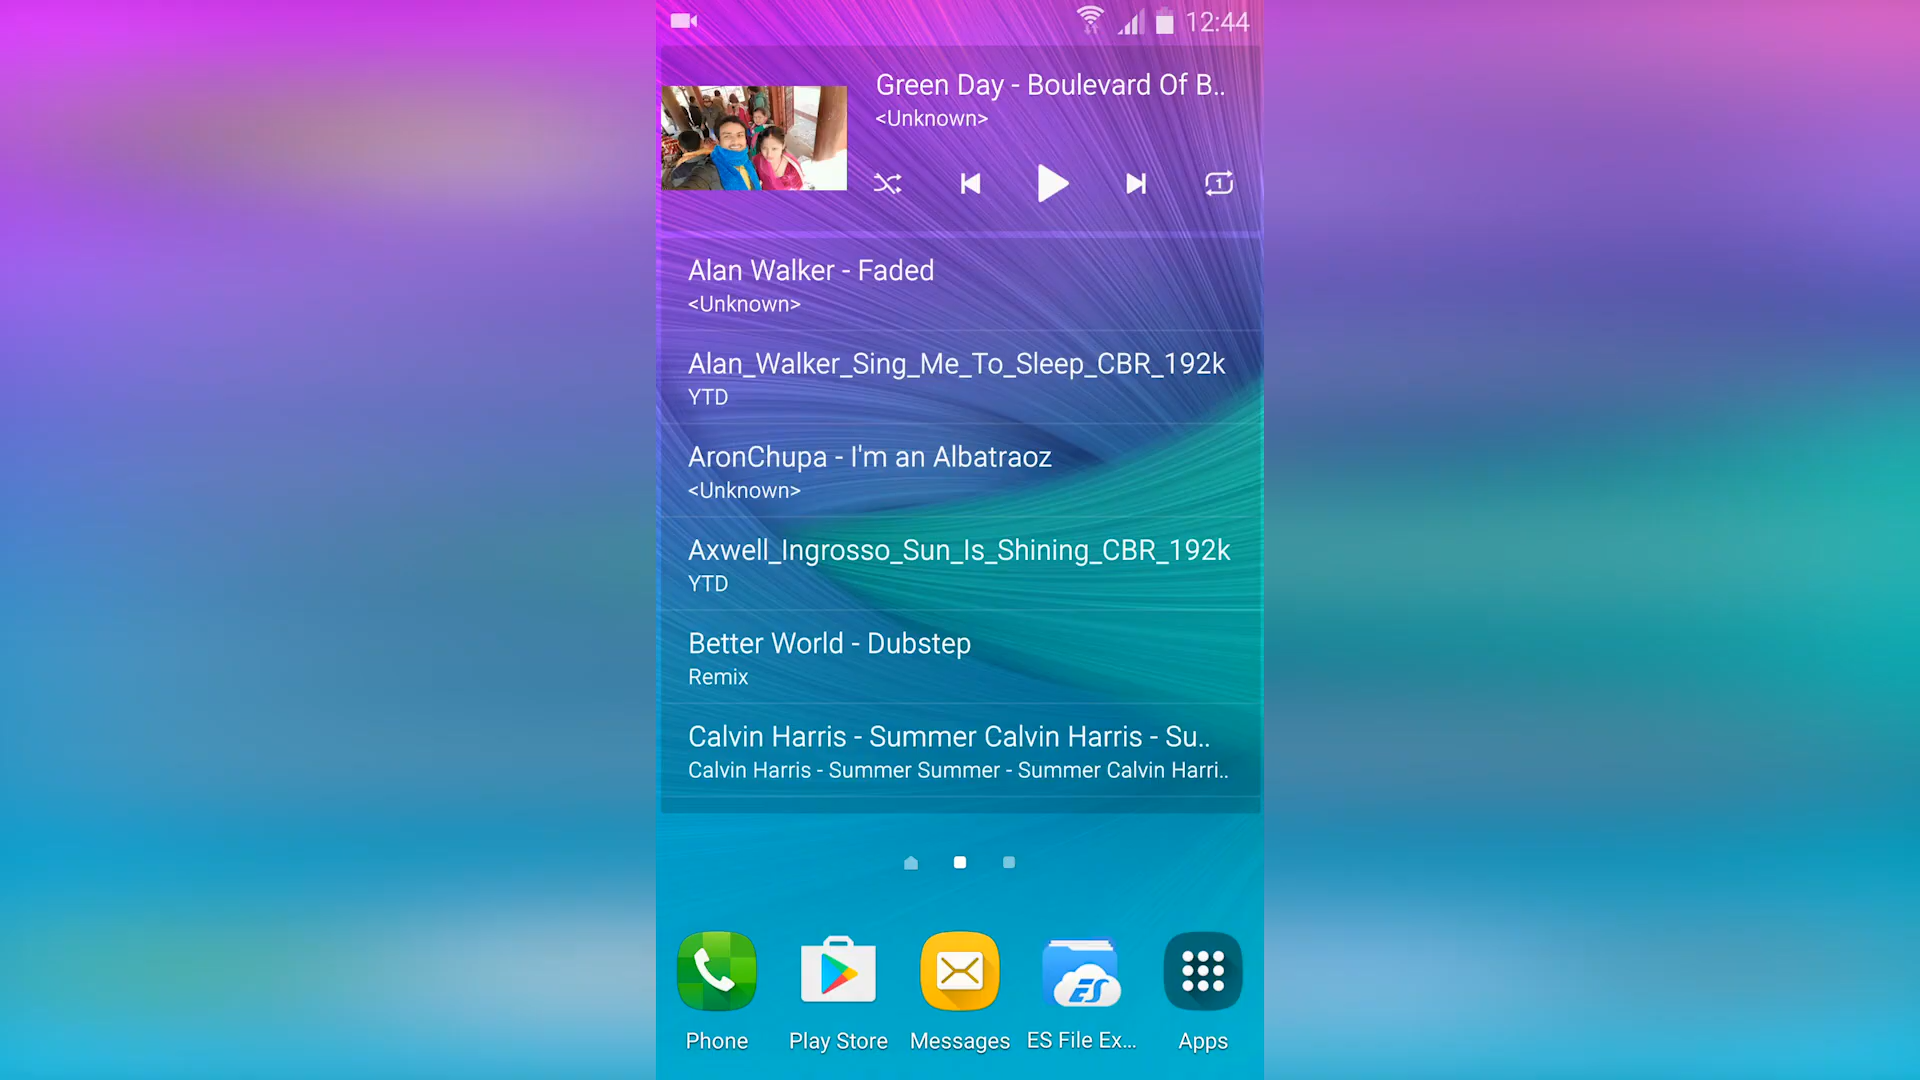 12:44
Green Day - Boulevard Of B..
<Unknown>
1
Alan Walker - Faded
<Unknown>
Alan_Walker_Sing_Me_To_Sleep_CBR_192k
YTD
AronChupa - I'm an Albatraoz
<Unknown>
Axwell_Ingrosso_Sun_Is_Shining_CBR_192k
YTD
Better World - Dubstep
Remix
Calvin Harris - Summer Calvin Harris - Su..
Calvin Harris - Summer Summer - Summer Calvin Harri..
ES
Phone Play Store Messages ES File Ex... Apps